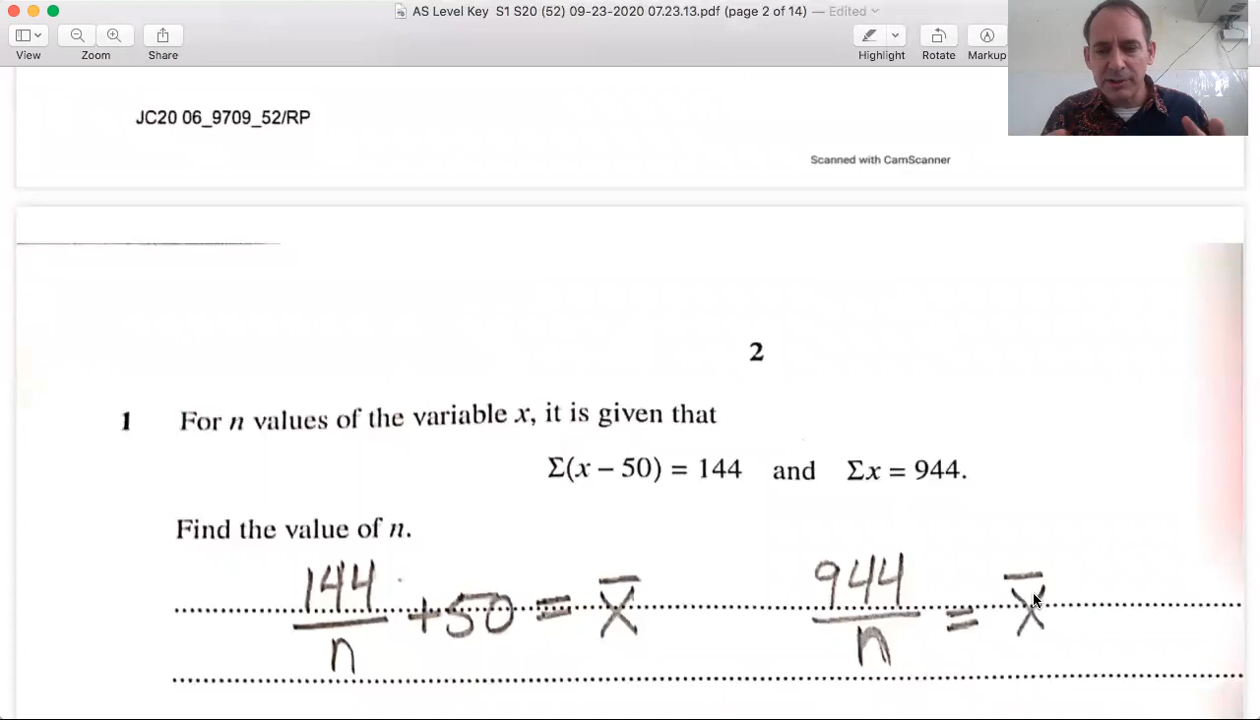 AS Level Key S1 S20 (52) 09-23-2020 07.23.13.pdf (page 2 of 14) — Edited
View Zoom Share Highlight Rotate Markup
JC20 06_9709_52/RP
Scanned with CamScanner
2
1 For n values of the variable x, it is given that
Σ(x – 50) = 144 and Σx = 944.
Find the value of n.
144/n + 50 = x̄ 944/n = x̄